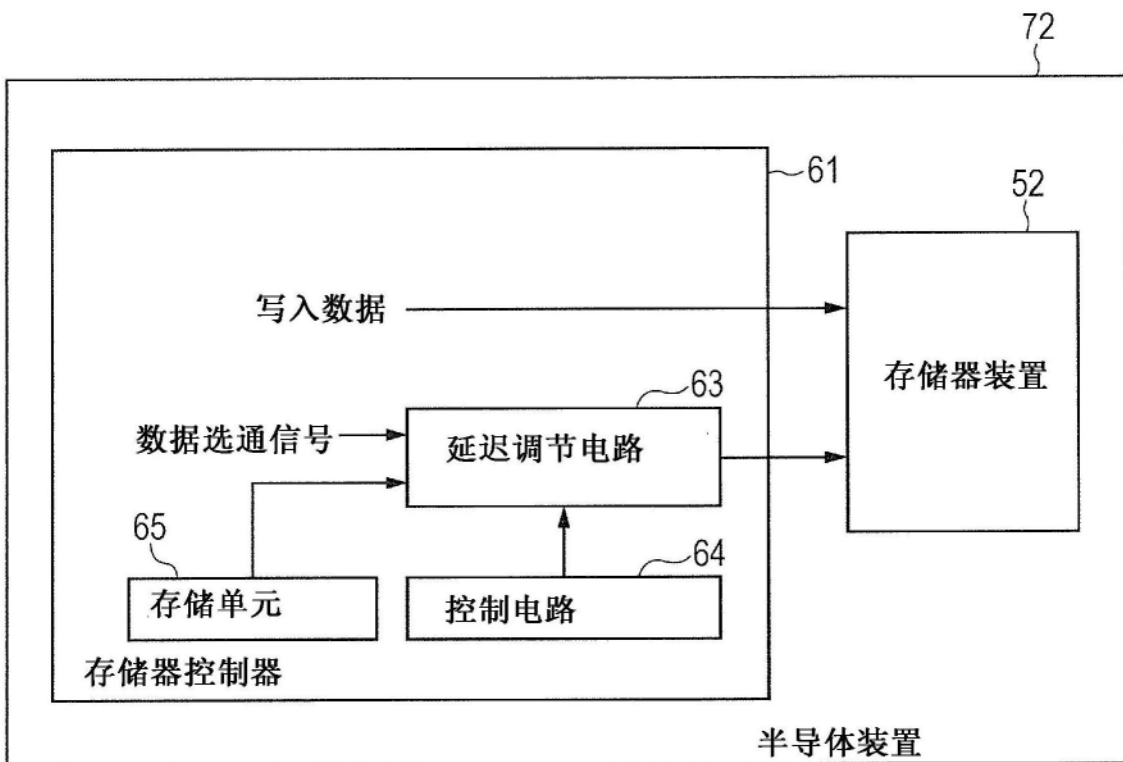 72
61
52
写入数据
存储器装置
63
数据选通信号
延迟调节电路
65
64
存储单元
控制电路
存储器控制器
半导体装置